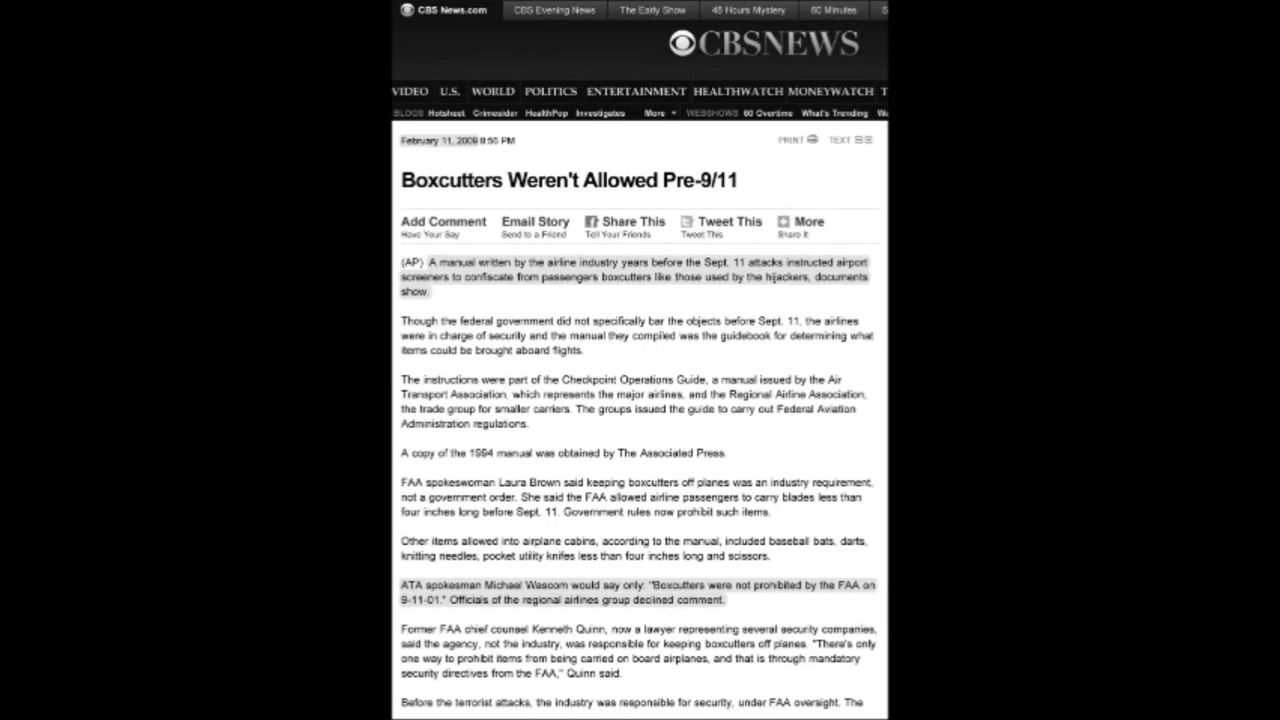 CBS News.com CBS Evening News The Early Show 48 Hours Mystery 60 Minutes S
CBSNEWS
VIDEO U.S. WORLD POLITICS ENTERTAINMENT HEALTHWATCH MONEYWATCH T
BLOGS Hotsheet Crimesider HealthPop Investigates More WEBSHOWS 60 Overtime What's Trending Wa
February 11, 2009 8:56 PM PRINT TEXT
Boxcutters Weren't Allowed Pre-9/11
Add Comment Email Story Share This Tweet This More
Have Your Say Send to a Friend Tell Your Friends Tweet This Share It
(AP) A manual written by the airline industry years before the Sept. 11 attacks instructed airport
screeners to confiscate from passengers boxcutters like those used by the hijackers, documents
show.
Though the federal government did not specifically bar the objects before Sept. 11, the airlines
were in charge of security and the manual they compiled was the guidebook for determining what
items could be brought aboard flights.
The instructions were part of the Checkpoint Operations Guide, a manual issued by the Air
Transport Association, which represents the major airlines, and the Regional Airline Association,
the trade group for smaller carriers. The groups issued the guide to carry out Federal Aviation
Administration regulations.
A copy of the 1994 manual was obtained by The Associated Press.
FAA spokeswoman Laura Brown said keeping boxcutters off planes was an industry requirement,
not a government order. She said the FAA allowed airline passengers to carry blades less than
four inches long before Sept. 11. Government rules now prohibit such items.
Other items allowed into airplane cabins, according to the manual, included baseball bats, darts,
knitting needles, pocket utility knifes less than four inches long and scissors.
ATA spokesman Michael Wascom would say only: "Boxcutters were not prohibited by the FAA on
9-11-01." Officials of the regional airlines group declined comment.
Former FAA chief counsel Kenneth Quinn, now a lawyer representing several security companies,
said the agency, not the industry, was responsible for keeping boxcutters off planes. "There's only
one way to prohibit items from being carried on board airplanes, and that is through mandatory
security directives from the FAA," Quinn said.
Before the terrorist attacks, the industry was responsible for security, under FAA oversight. The